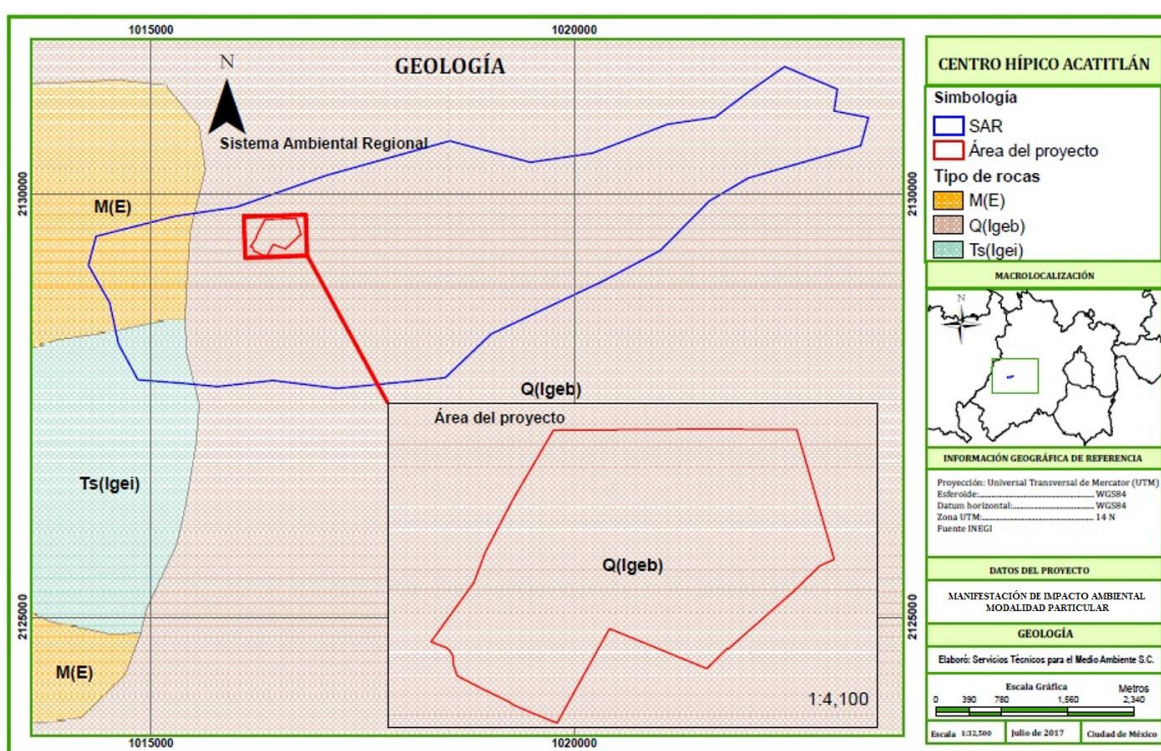 1015000
1020000
GEOLOGÍA
N
Sistema Ambiental Regional
2130000
2130000
M(E)
Q(Igeb)
Área del proyecto
Ts(Igei)
Q(Igeb)
2125000
2125000
M(E)
1:4,100
1015000
1020000
CENTRO HÍPICO ACATITLÁN
Simbología
SAR
Área del proyecto
Tipo de rocas
M(E)
Q(Igeb)
Ts(Igei)
MACROLOCALIZACIÓN
N
INFORMACIÓN GEOGRÁFICA DE REFERENCIA
Proyección: Universal Transversal de Mercator (UTM)
Esferoide:................................ WGS84
Datum horizontal:...................... WGS84
Zona UTM:................................ 14 N
Fuente INEGI
DATOS DEL PROYECTO
MANIFESTACIÓN DE IMPACTO AMBIENTAL
MODALIDAD PARTICULAR
GEOLOGÍA
Elaboró: Servicios Técnicos para el Medio Ambiente S.C.
Escala Gráfica Metros
0 390 780 1,560 2,340
Escala 1:32,500 Julio de 2017 Ciudad de México